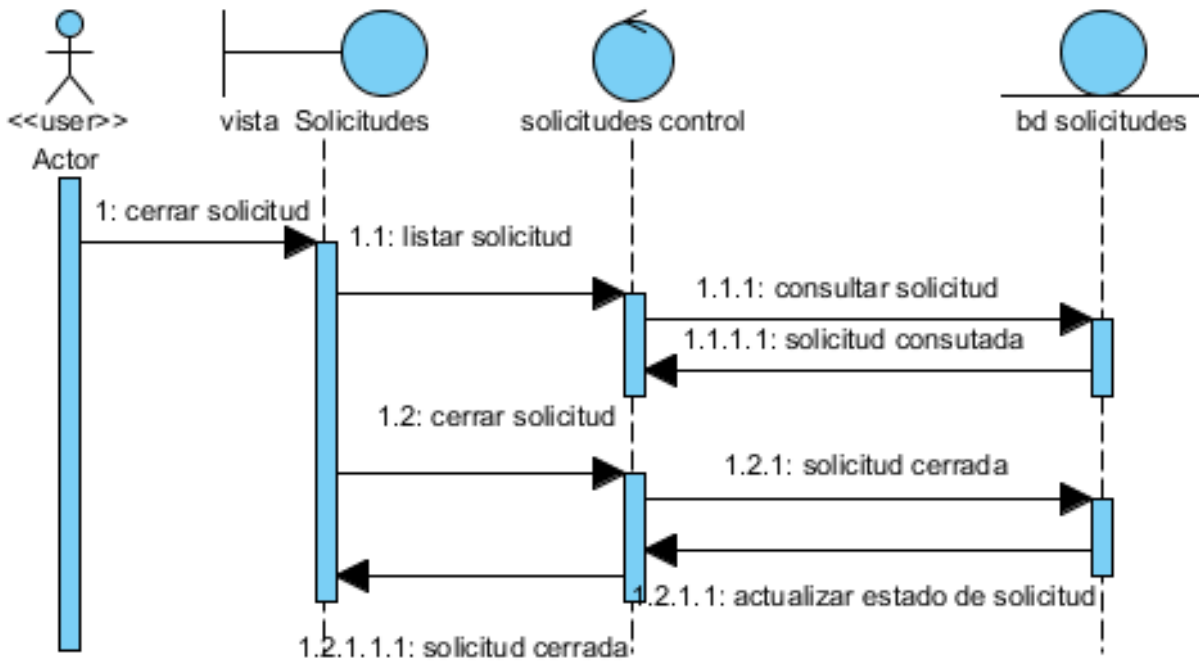 <<user>>
Actor
vista Solicitudes
solicitudes control
bd solicitudes
1: cerrar solicitud
1.1: listar solicitud
1.1.1: consultar solicitud
1.1.1.1: solicitud consutada
1.2: cerrar solicitud
1.2.1: solicitud cerrada
1.2.1.1: actualizar estado de solicitud
1.2.1.1.1: solicitud cerrada